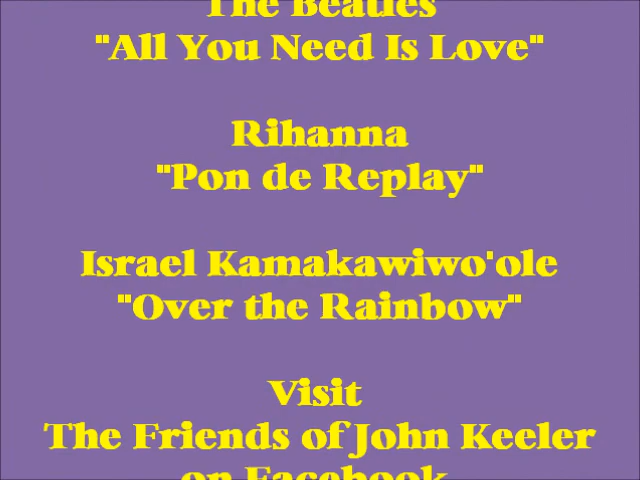 The Beatles
"All You Need Is Love"
Rihanna
"Pon de Replay"
Israel Kamakawiwo'ole
"Over the Rainbow"
Visit
The Friends of John Keeler
on Facebook